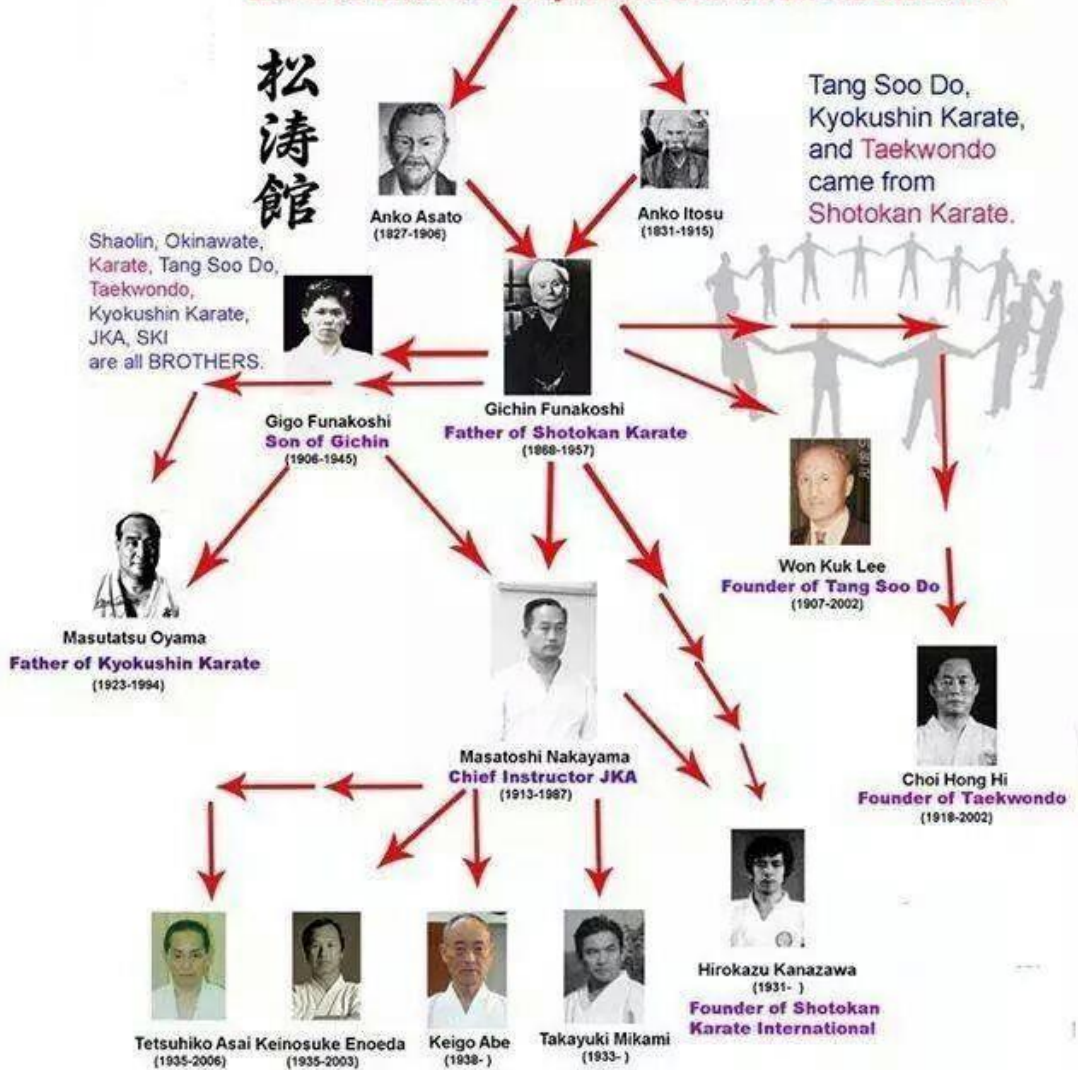 松
涛
館
Tang Soo Do,
Kyokushin Karate,
and Taekwondo
came from
Shotokan Karate.
Anko Asato
(1827-1906)
Anko Itosu
(1831-1915)
Shaolin, Okinawate,
Karate, Tang Soo Do,
Taekwondo,
Kyokushin Karate,
JKA, SKI
are all BROTHERS.
Gigo Funakoshi
Son of Gichin
(1906-1945)
Gichin Funakoshi
Father of Shotokan Karate
(1868-1957)
Won Kuk Lee
Founder of Tang Soo Do
(1907-2002)
Masutatsu Oyama
Father of Kyokushin Karate
(1923-1994)
Masatoshi Nakayama
Chief Instructor JKA
(1913-1987)
Choi Hong Hi
Founder of Taekwondo
(1918-2002)
Hirokazu Kanazawa
(1931- )
Founder of Shotokan
Karate International
Tetsuhiko Asai
(1935-2006)
Keinosuke Enoeda
(1935-2003)
Keigo Abe
(1938- )
Takayuki Mikami
(1933- )